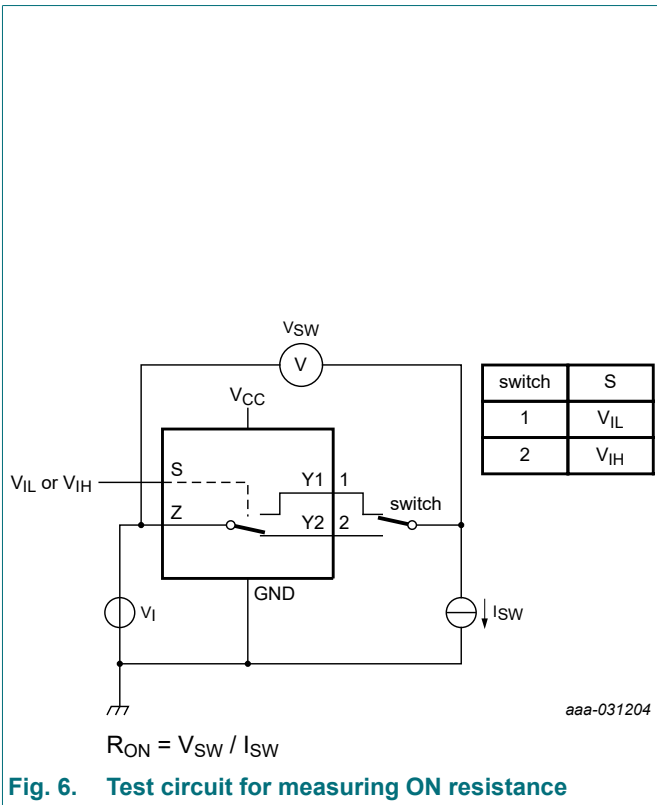 VSW
V
VCC
switch S
1 VIL
2 VIH
VIL or VIH
S
Y1 1
switch
Z
Y2 2
GND
VI
ISW
aaa-031204
RON = VSW / ISW
Fig. 6. Test circuit for measuring ON resistance